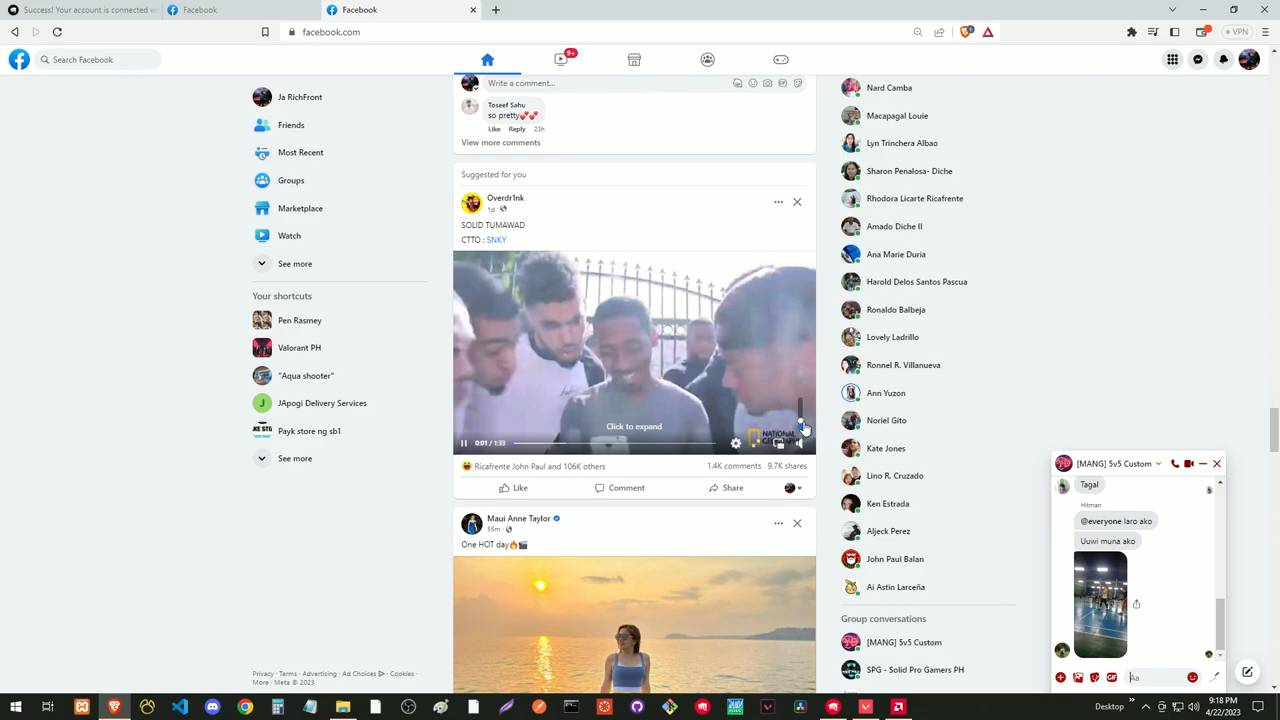 Success! Your account is connected wi
Facebook
Facebook
facebook.com
1
VPN
Search Facebook
9+
Ja RichFront
Friends
Most Recent
Groups
Marketplace
Watch
See more
Your shortcuts
Pen Rasmey
Valorant PH
"Aqua shooter"
J
JApogi Delivery Services
Payk store ng sb1
See more
Privacy · Terms · Advertising · Ad Choices · Cookies ·
More · Meta © 2023
Write a comment…
GIF
Toseef Sahu
so pretty💕💕
Like Reply 23h
View more comments
Suggested for you
Overdr1nk
1d ·
SOLID TUMAWAD
CTTO : SNKY
Click to expand
0:01 / 1:33
NATIONAL
Ricafrente John Paul and 106K others
1.4K comments 9.7K shares
Like
Comment
Share
Maui Anne Taylor
55m ·
One HOT day🔥🎬
Nard Camba
Macapagal Louie
Lyn Trinchera Albao
Sharon Penalosa- Diche
Rhodora Licarte Ricafrente
Amado Diche II
Ana Marie Duria
Harold Delos Santos Pascua
Ronaldo Balbeja
Lovely Ladrillo
Ronnel R. Villanueva
Ann Yuzon
Noriel Gito
Kate Jones
Lino R. Cruzado
Ken Estrada
Aljeck Perez
John Paul Balan
Ai Astin Larceña
Group conversations
[MANG] 5v5 Custom
SPG - Solid Pro Gamers PH
[MANG] 5v5 Custom
Tagal
Hitman
@everyone laro ako
Uuwi muna ako
GIF
Aa
Desktop
9:18 PM
4/22/2023